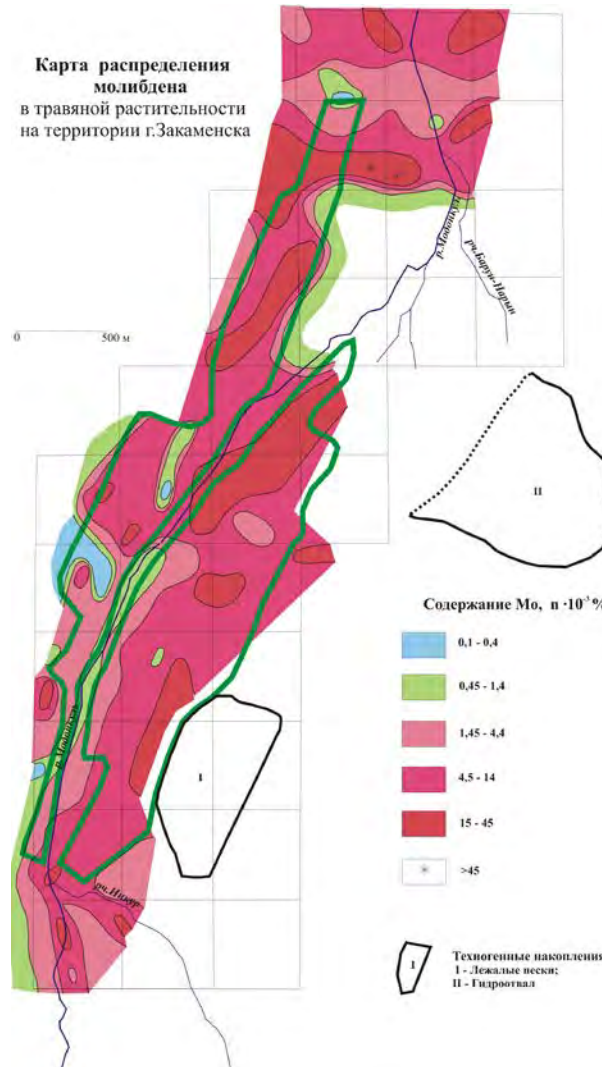 Карта распределения
молибдена
в травяной растительности
на территории г.Закаменска
р.Модонкуль
рч.Барун-Нарын
0 500 м
II
Содержание Мо, n ·10⁻³%
0,1 - 0,4
0,45 - 1,4
1,45 - 4,4
4,5 - 14
15 - 45
* >45
I
р.Модонкуль
рч.Инкур
I
Техногенные накопления
I - Лежалые пески;
II - Гидроотвал